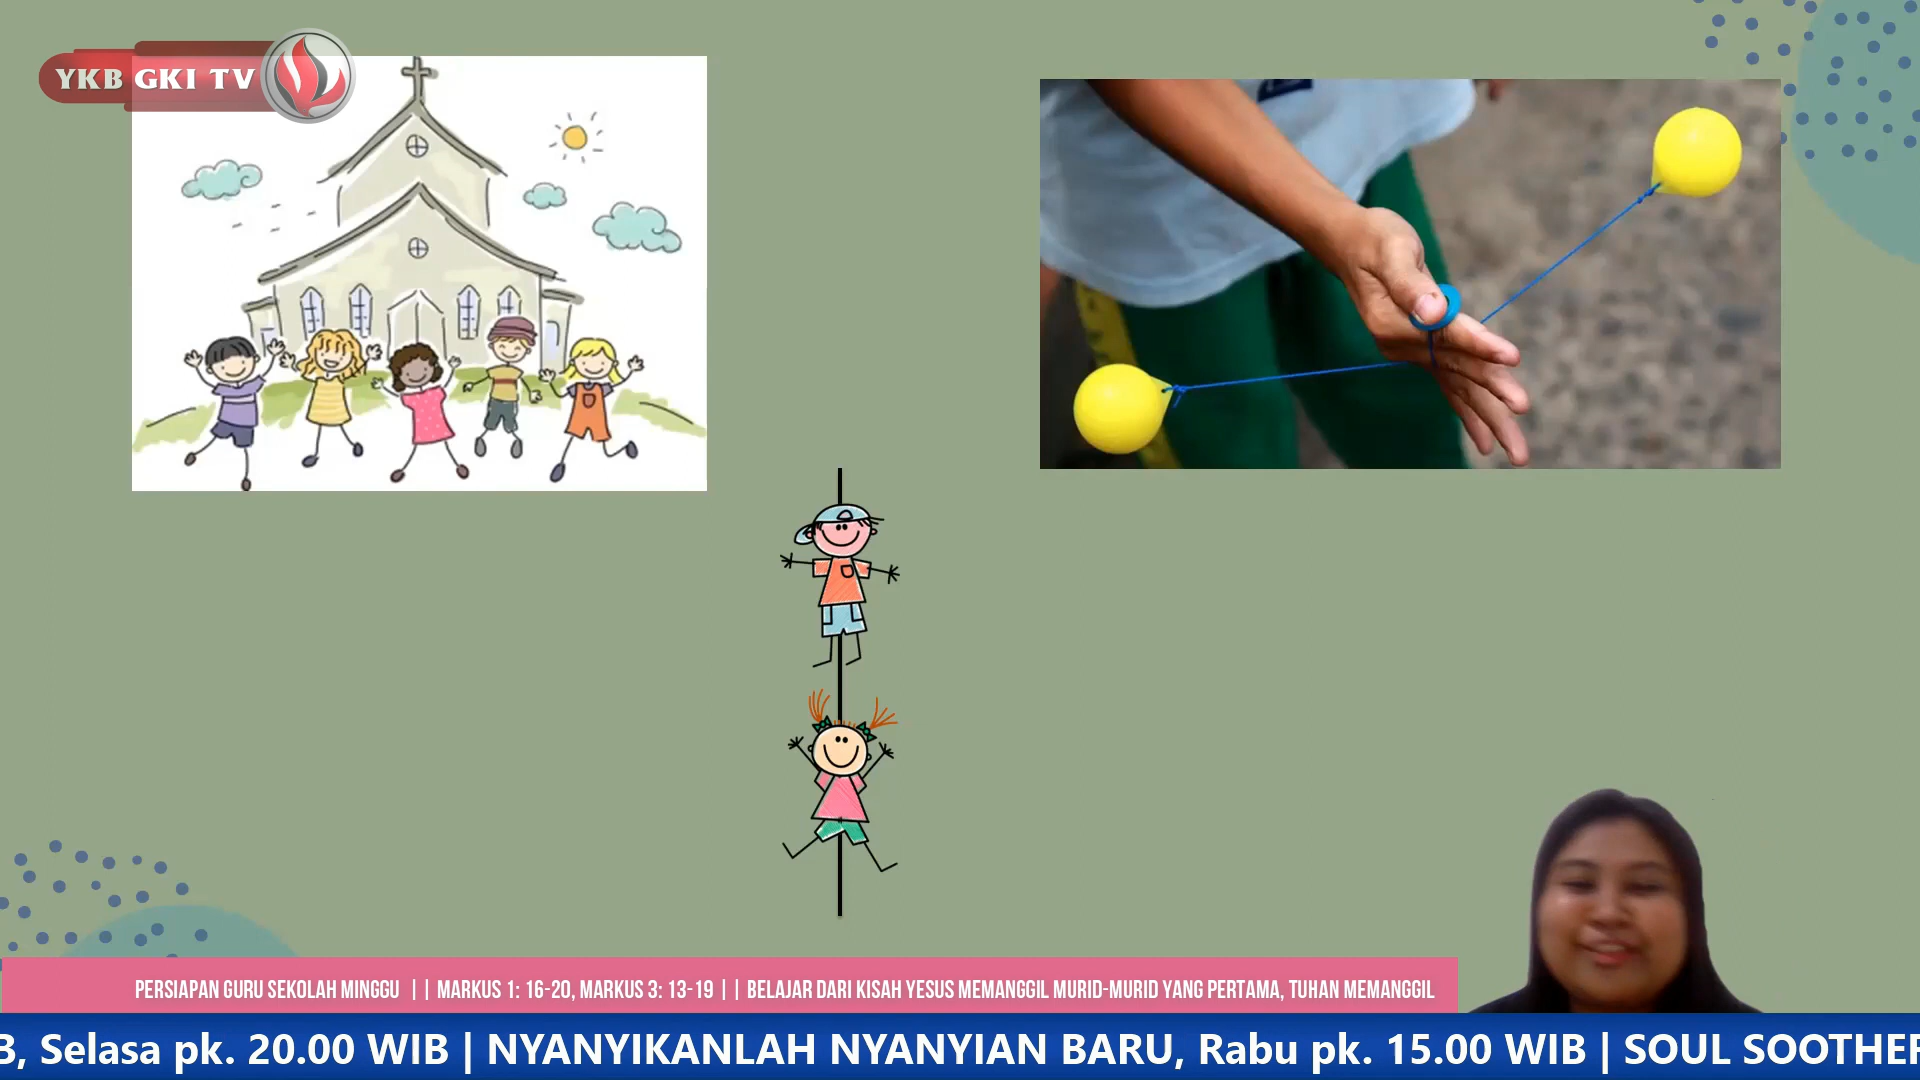 YKB GKI TV
PERSIAPAN GURU SEKOLAH MINGGU || MARKUS 1: 16-20, MARKUS 3: 13-19 || BELAJAR DARI KISAH YESUS MEMANGGIL MURID-MURID YANG PERTAMA, TUHAN MEMANGGIL
B, Selasa pk. 20.00 WIB | NYANYIKANLAH NYANYIAN BARU, Rabu pk. 15.00 WIB | SOUL SOOTHER